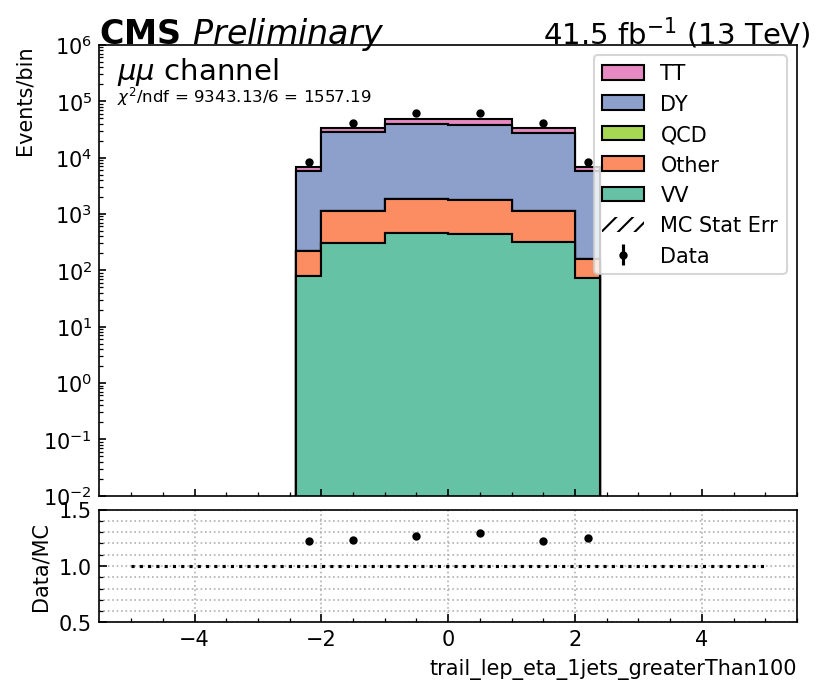 CMS Preliminary 41.5 fb⁻¹ (13 TeV)
Events/bin
μμ channel
χ²/ndf = 9343.13/6 = 1557.19
TT
DY
QCD
Other
VV
MC Stat Err
Data
10⁶
10⁵
10⁴
10³
10²
10¹
10⁰
10⁻¹
10⁻²
Data/MC
1.5
1.0
0.5
−4 −2 0 2 4
trail_lep_eta_1jets_greaterThan100